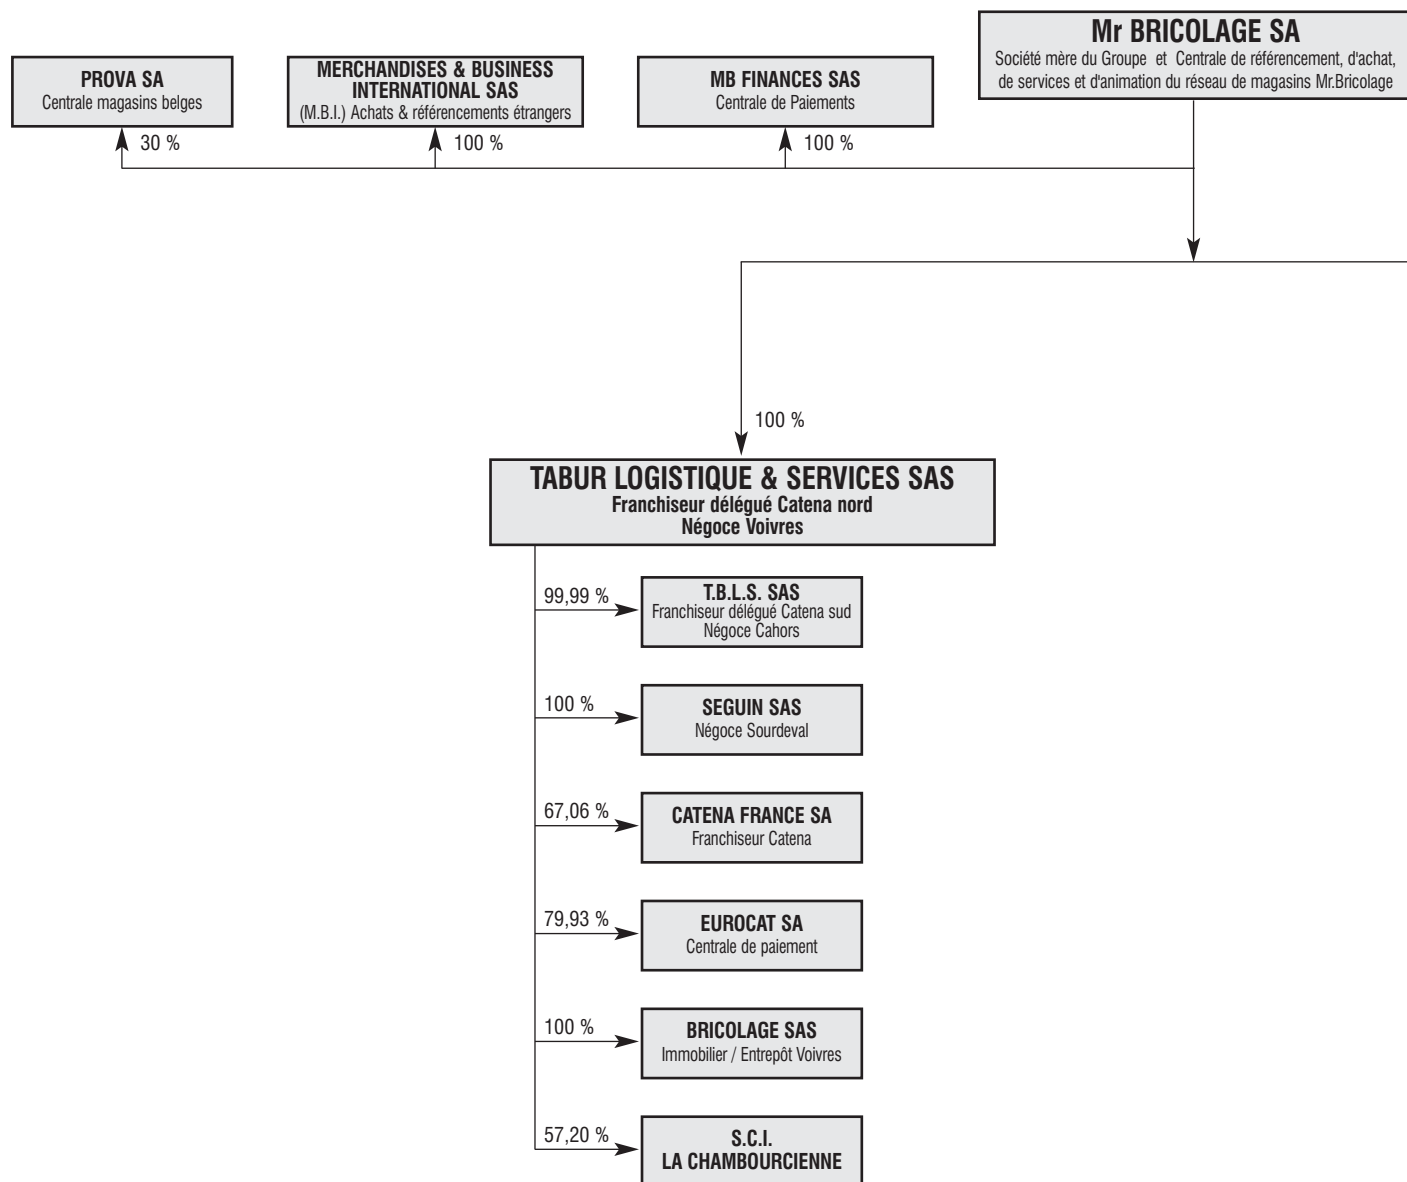 Mr BRICOLAGE SA
Société mère du Groupe et Centrale de référencement, d'achat,
de services et d'animation du réseau de magasins Mr.Bricolage
PROVA SA
Centrale magasins belges
MERCHANDISES & BUSINESS
INTERNATIONAL SAS
(M.B.I.) Achats & référencements étrangers
MB FINANCES SAS
Centrale de Paiements
30 %
100 %
100 %
100 %
TABUR LOGISTIQUE & SERVICES SAS
Franchiseur délégué Catena nord
Négoce Voivres
99,99 %
T.B.L.S. SAS
Franchiseur délégué Catena sud
Négoce Cahors
100 %
SEGUIN SAS
Négoce Sourdeval
67,06 %
CATENA FRANCE SA
Franchiseur Catena
79,93 %
EUROCAT SA
Centrale de paiement
100 %
BRICOLAGE SAS
Immobilier / Entrepôt Voivres
57,20 %
S.C.I.
LA CHAMBOURCIENNE